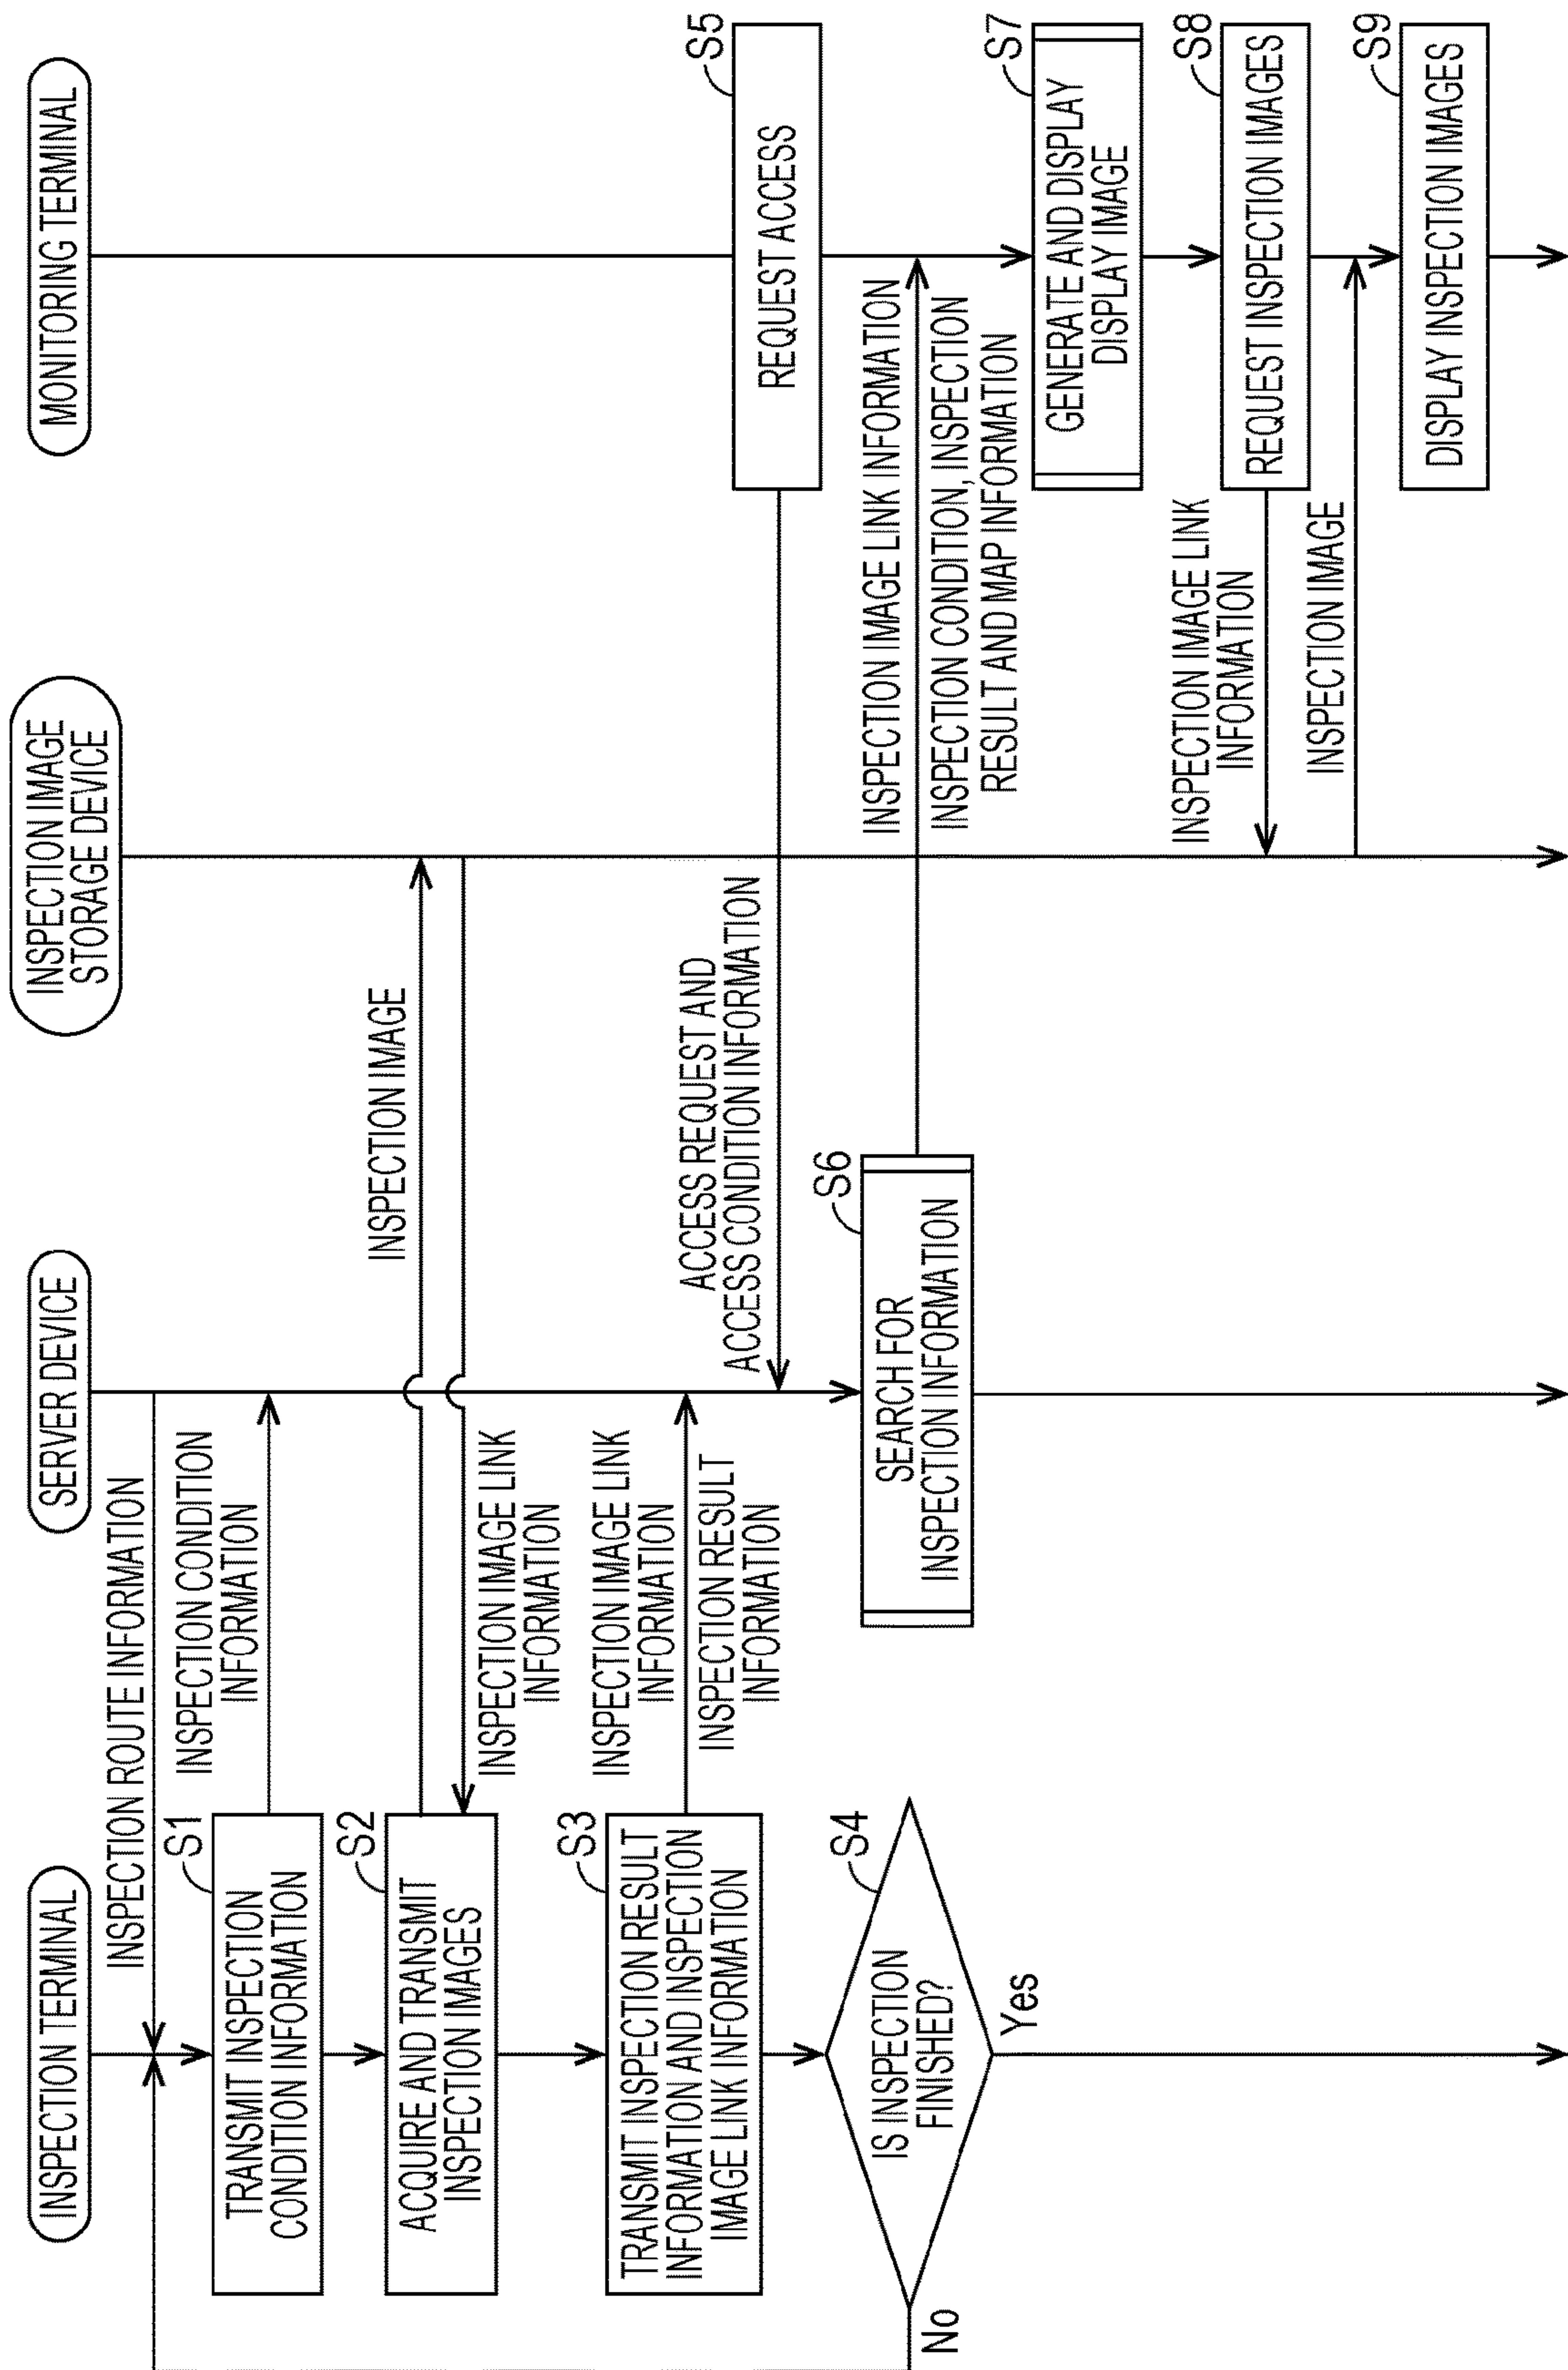 INSPECTION TERMINAL
SERVER DEVICE
INSPECTION IMAGE
STORAGE DEVICE
MONITORING TERMINAL
INSPECTION ROUTE INFORMATION
S1
TRANSMIT INSPECTION
CONDITION INFORMATION
INSPECTION CONDITION
INFORMATION
S2
ACQUIRE AND TRANSMIT
INSPECTION IMAGES
INSPECTION IMAGE
INSPECTION IMAGE LINK
INFORMATION
S3
TRANSMIT INSPECTION RESULT
INFORMATION AND INSPECTION
IMAGE LINK INFORMATION
INSPECTION IMAGE LINK
INFORMATION
INSPECTION RESULT
INFORMATION
S4
IS INSPECTION
FINISHED?
No
Yes
S5
REQUEST ACCESS
ACCESS REQUEST AND
ACCESS CONDITION INFORMATION
S6
SEARCH FOR
INSPECTION INFORMATION
INSPECTION IMAGE LINK INFORMATION
INSPECTION CONDITION, INSPECTION
RESULT AND MAP INFORMATION
S7
GENERATE AND DISPLAY
DISPLAY IMAGE
S8
REQUEST INSPECTION IMAGES
INSPECTION IMAGE LINK
INFORMATION
INSPECTION IMAGE
S9
DISPLAY INSPECTION IMAGES